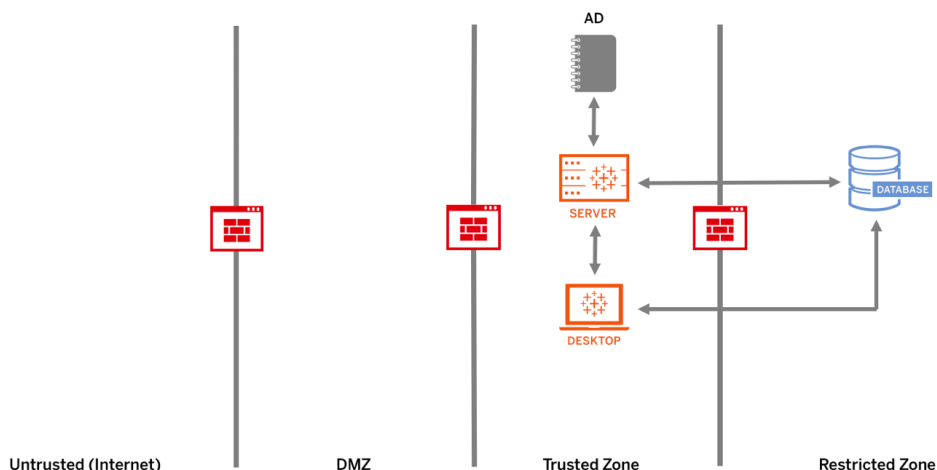 AD
SERVER
DATABASE
DESKTOP
Untrusted (Internet)
DMZ
Trusted Zone
Restricted Zone